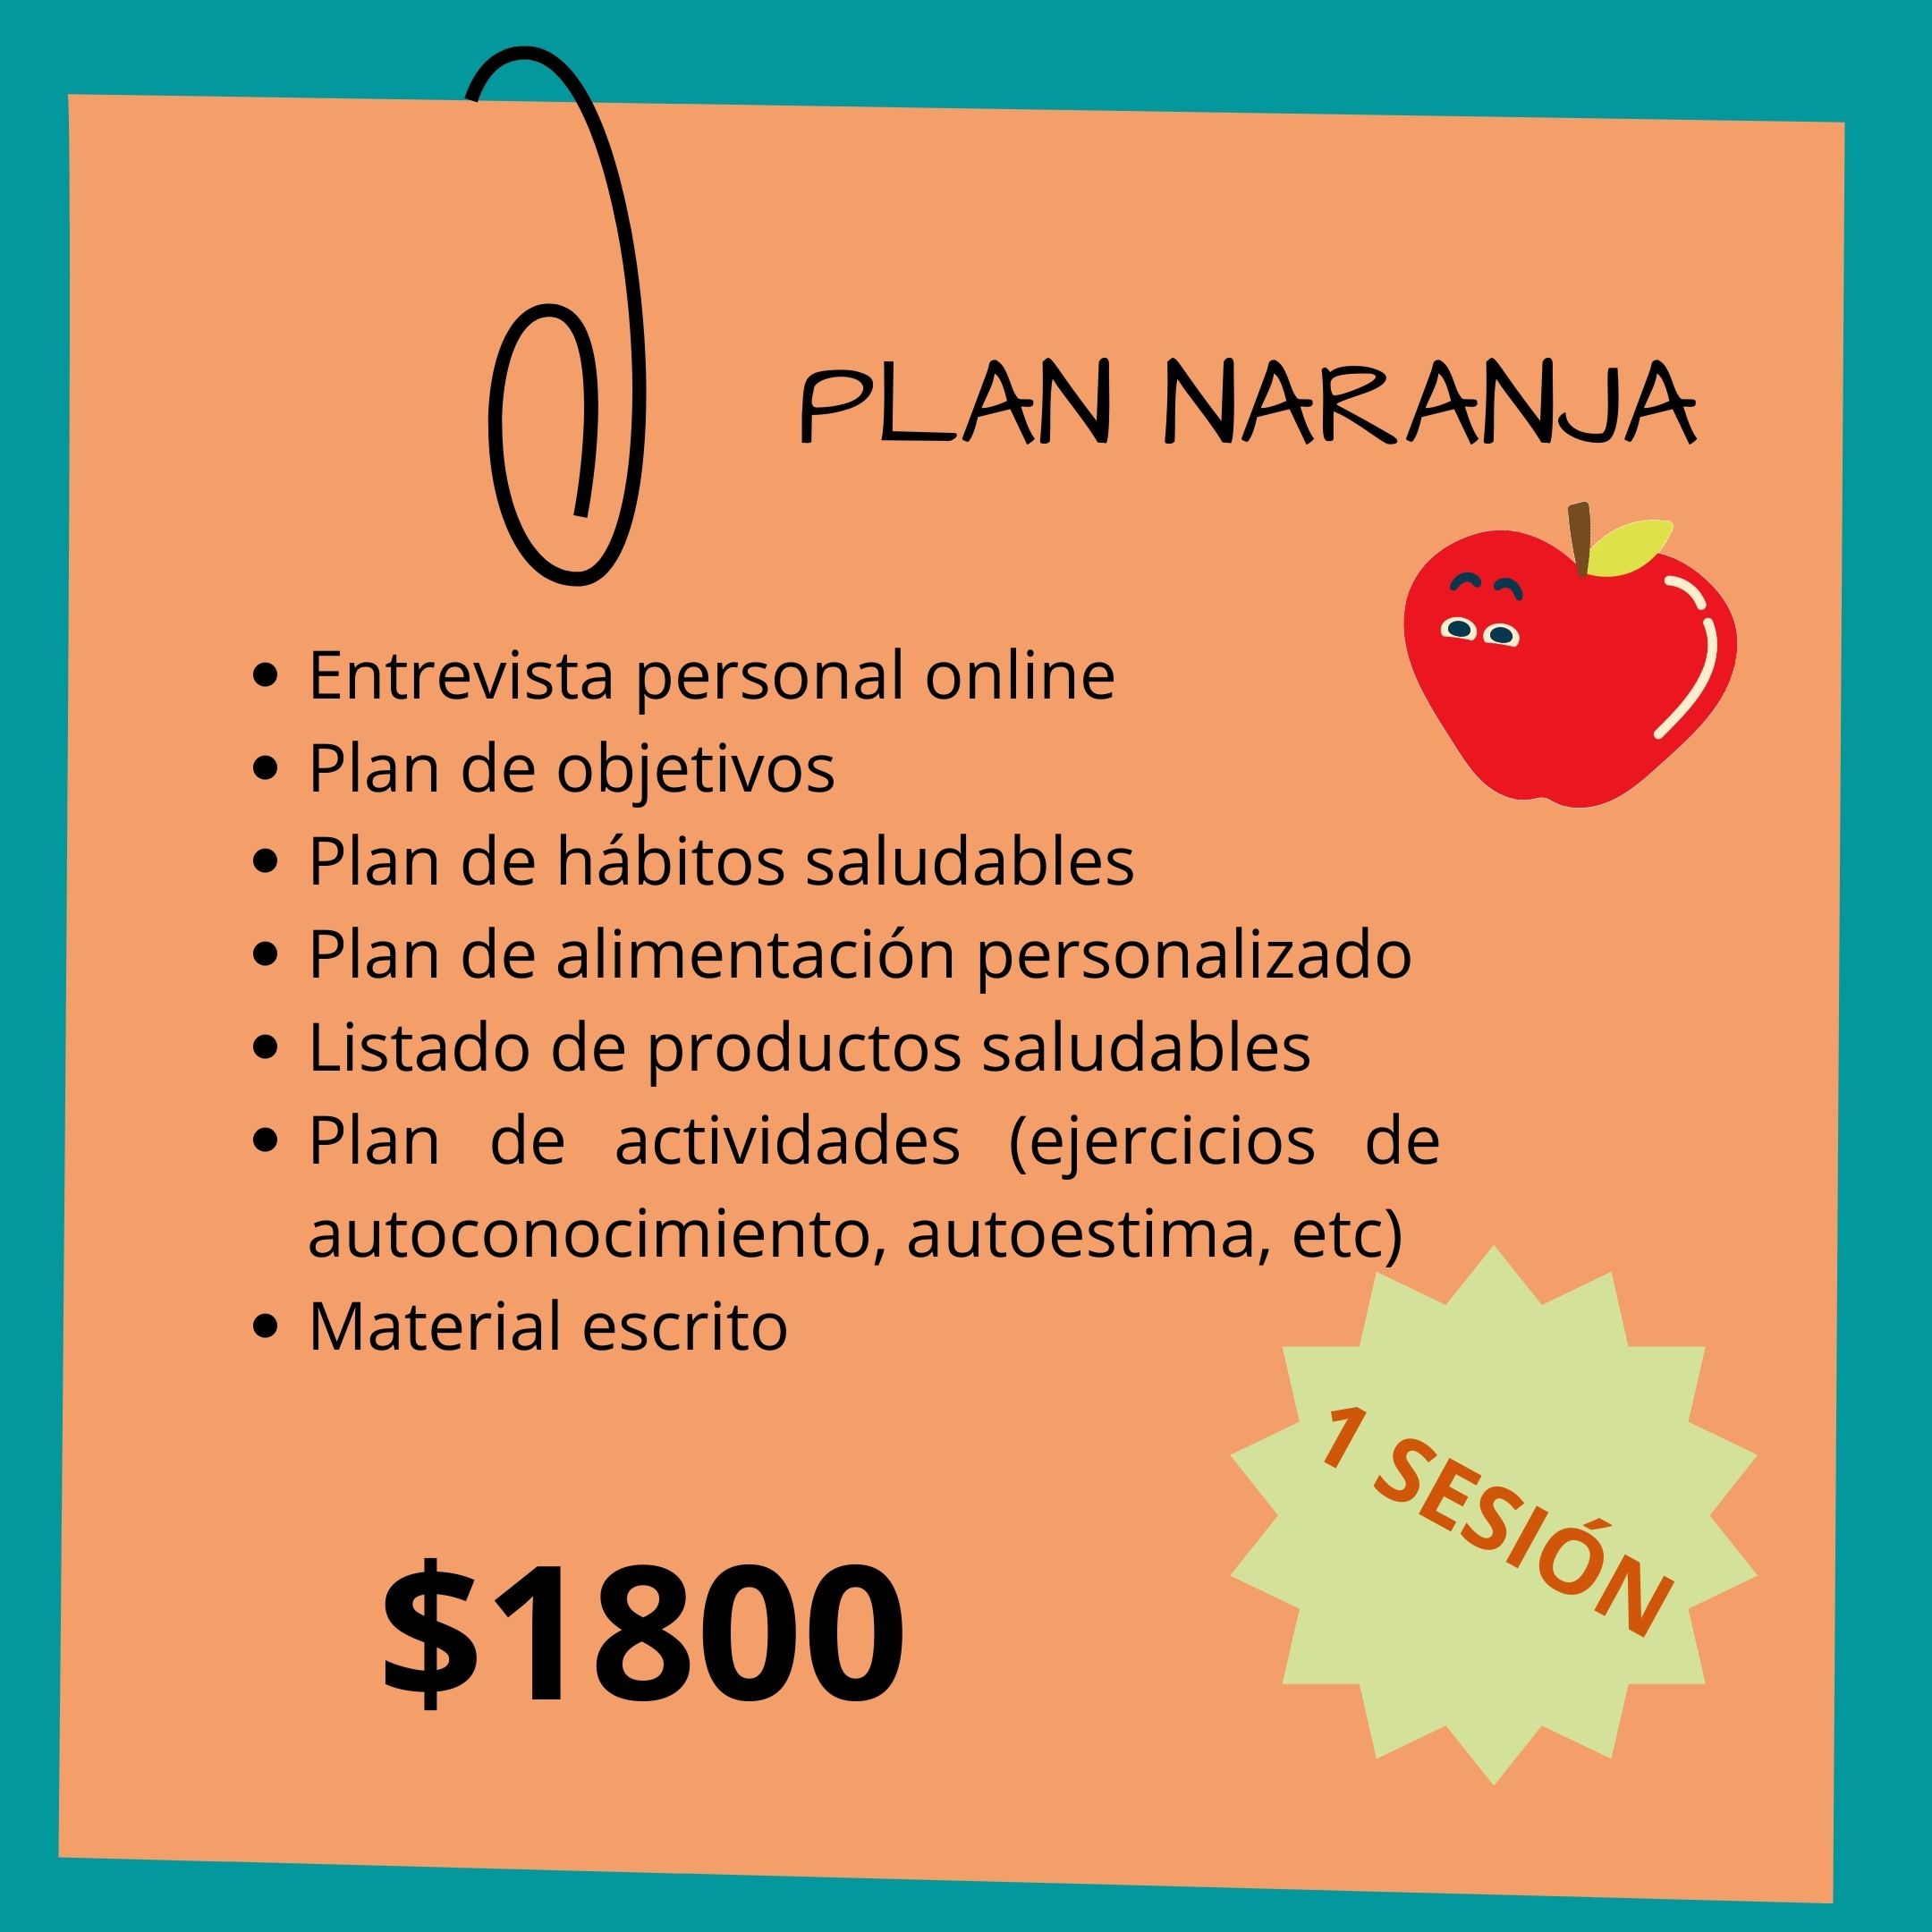 PLAN NARANJA
• Entrevista personal online
• Plan de objetivos
• Plan de hábitos saludables
• Plan de alimentación personalizado
• Listado de productos saludables
• Plan de actividades (ejercicios de
autoconocimiento, autoestima, etc)
• Material escrito
1 SESIÓN
$1800